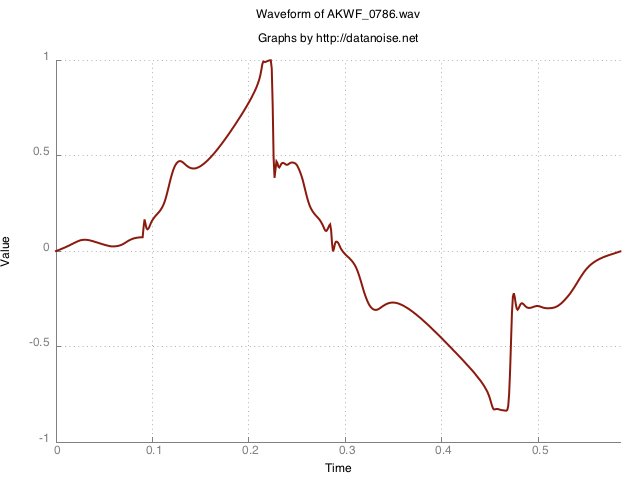 Waveform of AKWF_0786.wav
Graphs by http://datanoise.net
1
0.5
0
-0.5
-1
Value
0 0.1 0.2 0.3 0.4 0.5
Time